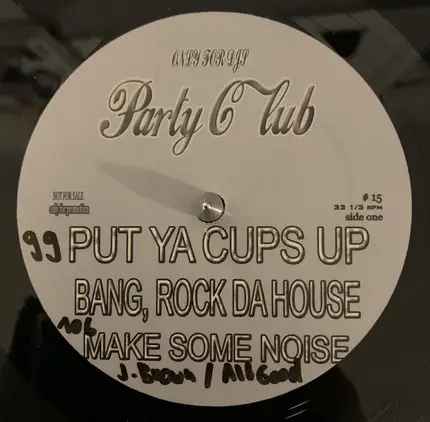 ONLY FOR DJS
Party Club
NOT FOR SALE
only for promotion
# 15
33 1/3 RPM
side one
99 PUT YA CUPS UP
BANG, ROCK DA HOUSE
106 MAKE SOME NOISE
J. Brown / All Good